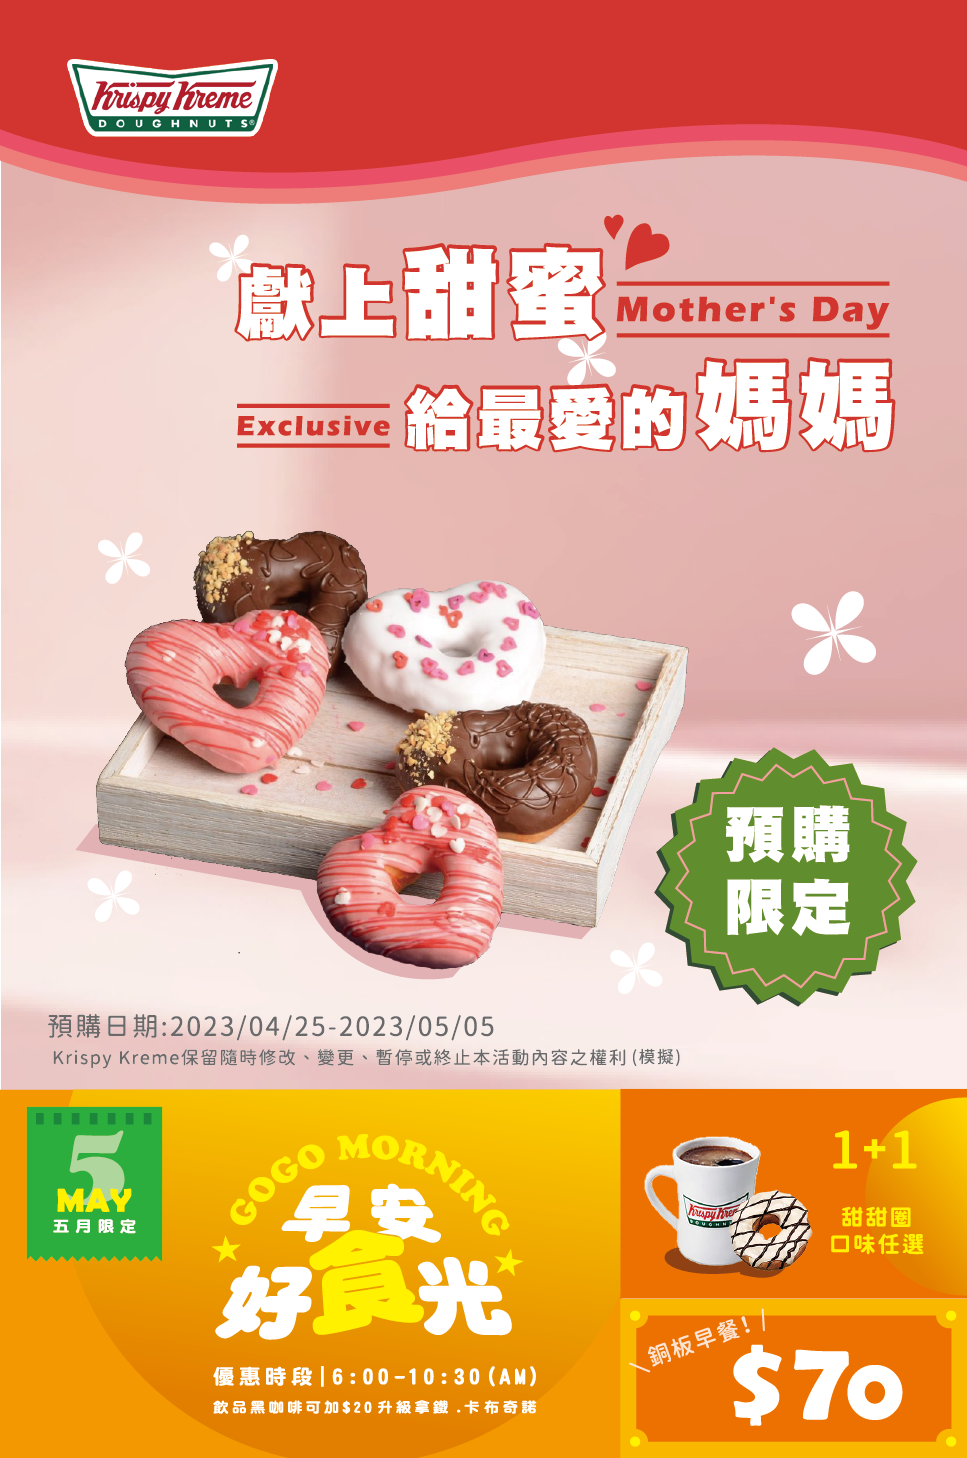 Krispy Kreme
DOUGHNUTS®
獻上甜蜜 Mother's Day
Exclusive 給最愛的媽媽
預購
限定
預購日期:2023/04/25-2023/05/05
Krispy Kreme保留隨時修改、變更、暫停或終止本活動內容之權利(模擬)
5
MAY
五月限定
GOGO MORNING
早安
好食光
優惠時段|6:00-10:30(AM)
飲品黑咖啡可加$20升級拿鐵.卡布奇諾
1+1
甜甜圈
口味任選
銅板早餐!
$70